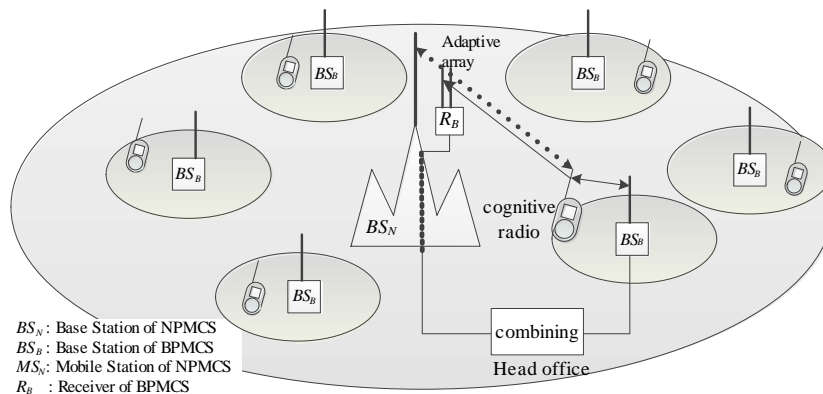 Adaptive
array
BS_B
BS_B
R_B
BS_B
BS_B
BS_N
cognitive
radio
BS_B
BS_B
BS_B
combining
Head office
BS_N : Base Station of NPMCS
BS_B : Base Station of BPMCS
MS_N : Mobile Station of NPMCS
R_B : Receiver of BPMCS